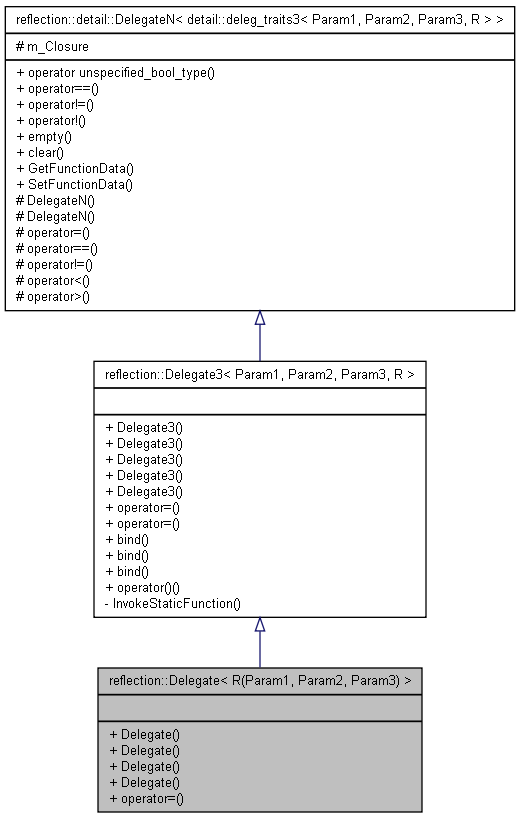 reflection::detail::DelegateN< detail::deleg_traits3< Param1, Param2, Param3, R > >
# m_Closure
+ operator unspecified_bool_type()
+ operator==()
+ operator!=()
+ operator!()
+ empty()
+ clear()
+ GetFunctionData()
+ SetFunctionData()
# DelegateN()
# DelegateN()
# operator=()
# operator==()
# operator!=()
# operator<()
# operator>()
reflection::Delegate3< Param1, Param2, Param3, R >
+ Delegate3()
+ Delegate3()
+ Delegate3()
+ Delegate3()
+ Delegate3()
+ operator=()
+ operator=()
+ bind()
+ bind()
+ bind()
+ operator()()
- InvokeStaticFunction()
reflection::Delegate< R(Param1, Param2, Param3) >
+ Delegate()
+ Delegate()
+ Delegate()
+ Delegate()
+ operator=()